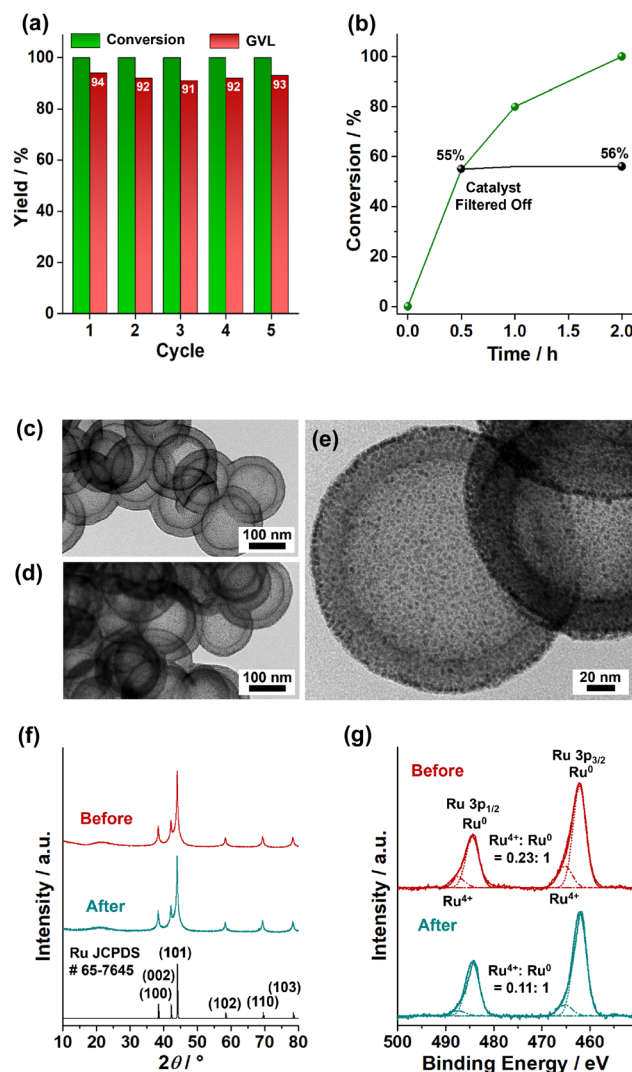 (a)
Conversion
GVL
94
92
91
92
93
100
80
60
40
20
0
Yield / %
1 2 3 4 5
Cycle
(b)
100
80
60
40
20
0
Conversion / %
55%
56%
Catalyst
Filtered Off
0.0 0.5 1.0 2.0
Time / h
(c)
100 nm
(d)
100 nm
(e)
20 nm
(f)
Before
After
Ru JCPDS
# 65-7645
(100)
(002)
(101)
(102)
(110)
(103)
Intensity / a.u.
10 20 30 40 50 60 70 80
2θ / °
(g)
Before
Ru 3p1/2
Ru⁰
Ru 3p3/2
Ru⁰
Ru⁴⁺: Ru⁰
= 0.23: 1
Ru⁴⁺
Ru⁴⁺
After
Ru⁴⁺: Ru⁰
= 0.11: 1
Intensity / a.u.
500 490 480 470 460
Binding Energy / eV